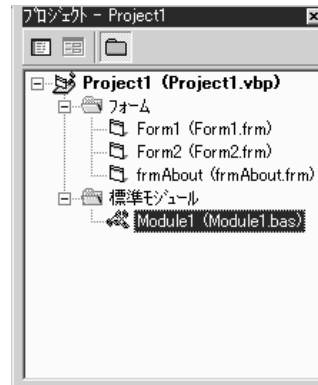 ﾌﾟﾛｼﾞｪｸﾄ - Project1
Project1 (Project1.vbp)
フォーム
Form1 (Form1.frm)
Form2 (Form2.frm)
frmAbout (frmAbout.frm)
標準ﾓｼﾞｭｰﾙ
Module1 (Module1.bas)